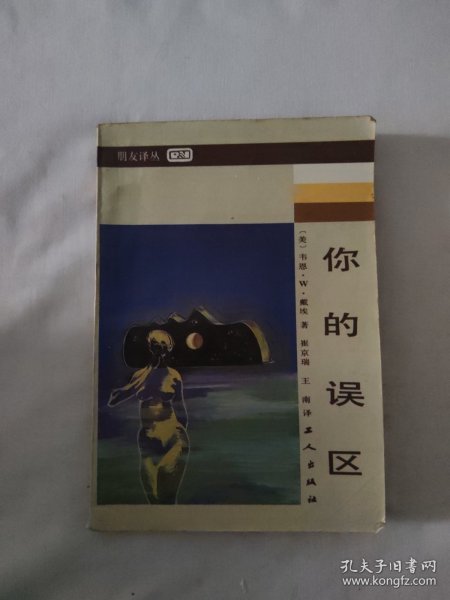 朋友译丛
你的误区
〔美〕韦恩·W·戴埃著 崔京瑞 王南译
工人出版社
孔夫子旧书网
www.kongfz.com